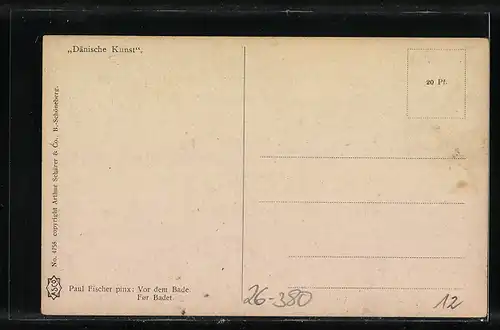 „Dänische Kunst“.
20 Pf.
No. 4758 copyright Arthur Schürer & Co., B.-Schöneberg.
Paul Fischer pinx: Vor dem Bade.
Før Badet.
26-380
12